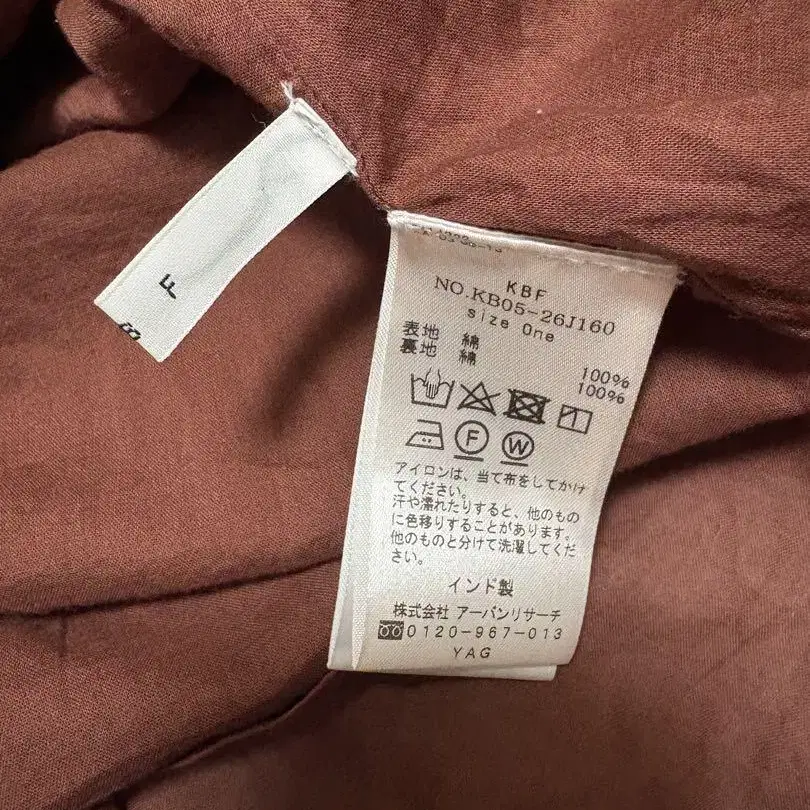 F
KBF
NO.KB05-26J160
size One
表地 綿 100%
裏地 綿 100%
F W
アイロンは、当て布をしてかけ
てください。
汗や濡れたりすると、他のもの
に色移りすることがあります。
他のものと分けて洗濯してくだ
さい。
インド製
株式会社 アーバンリサーチ
0120-967-013
YAG